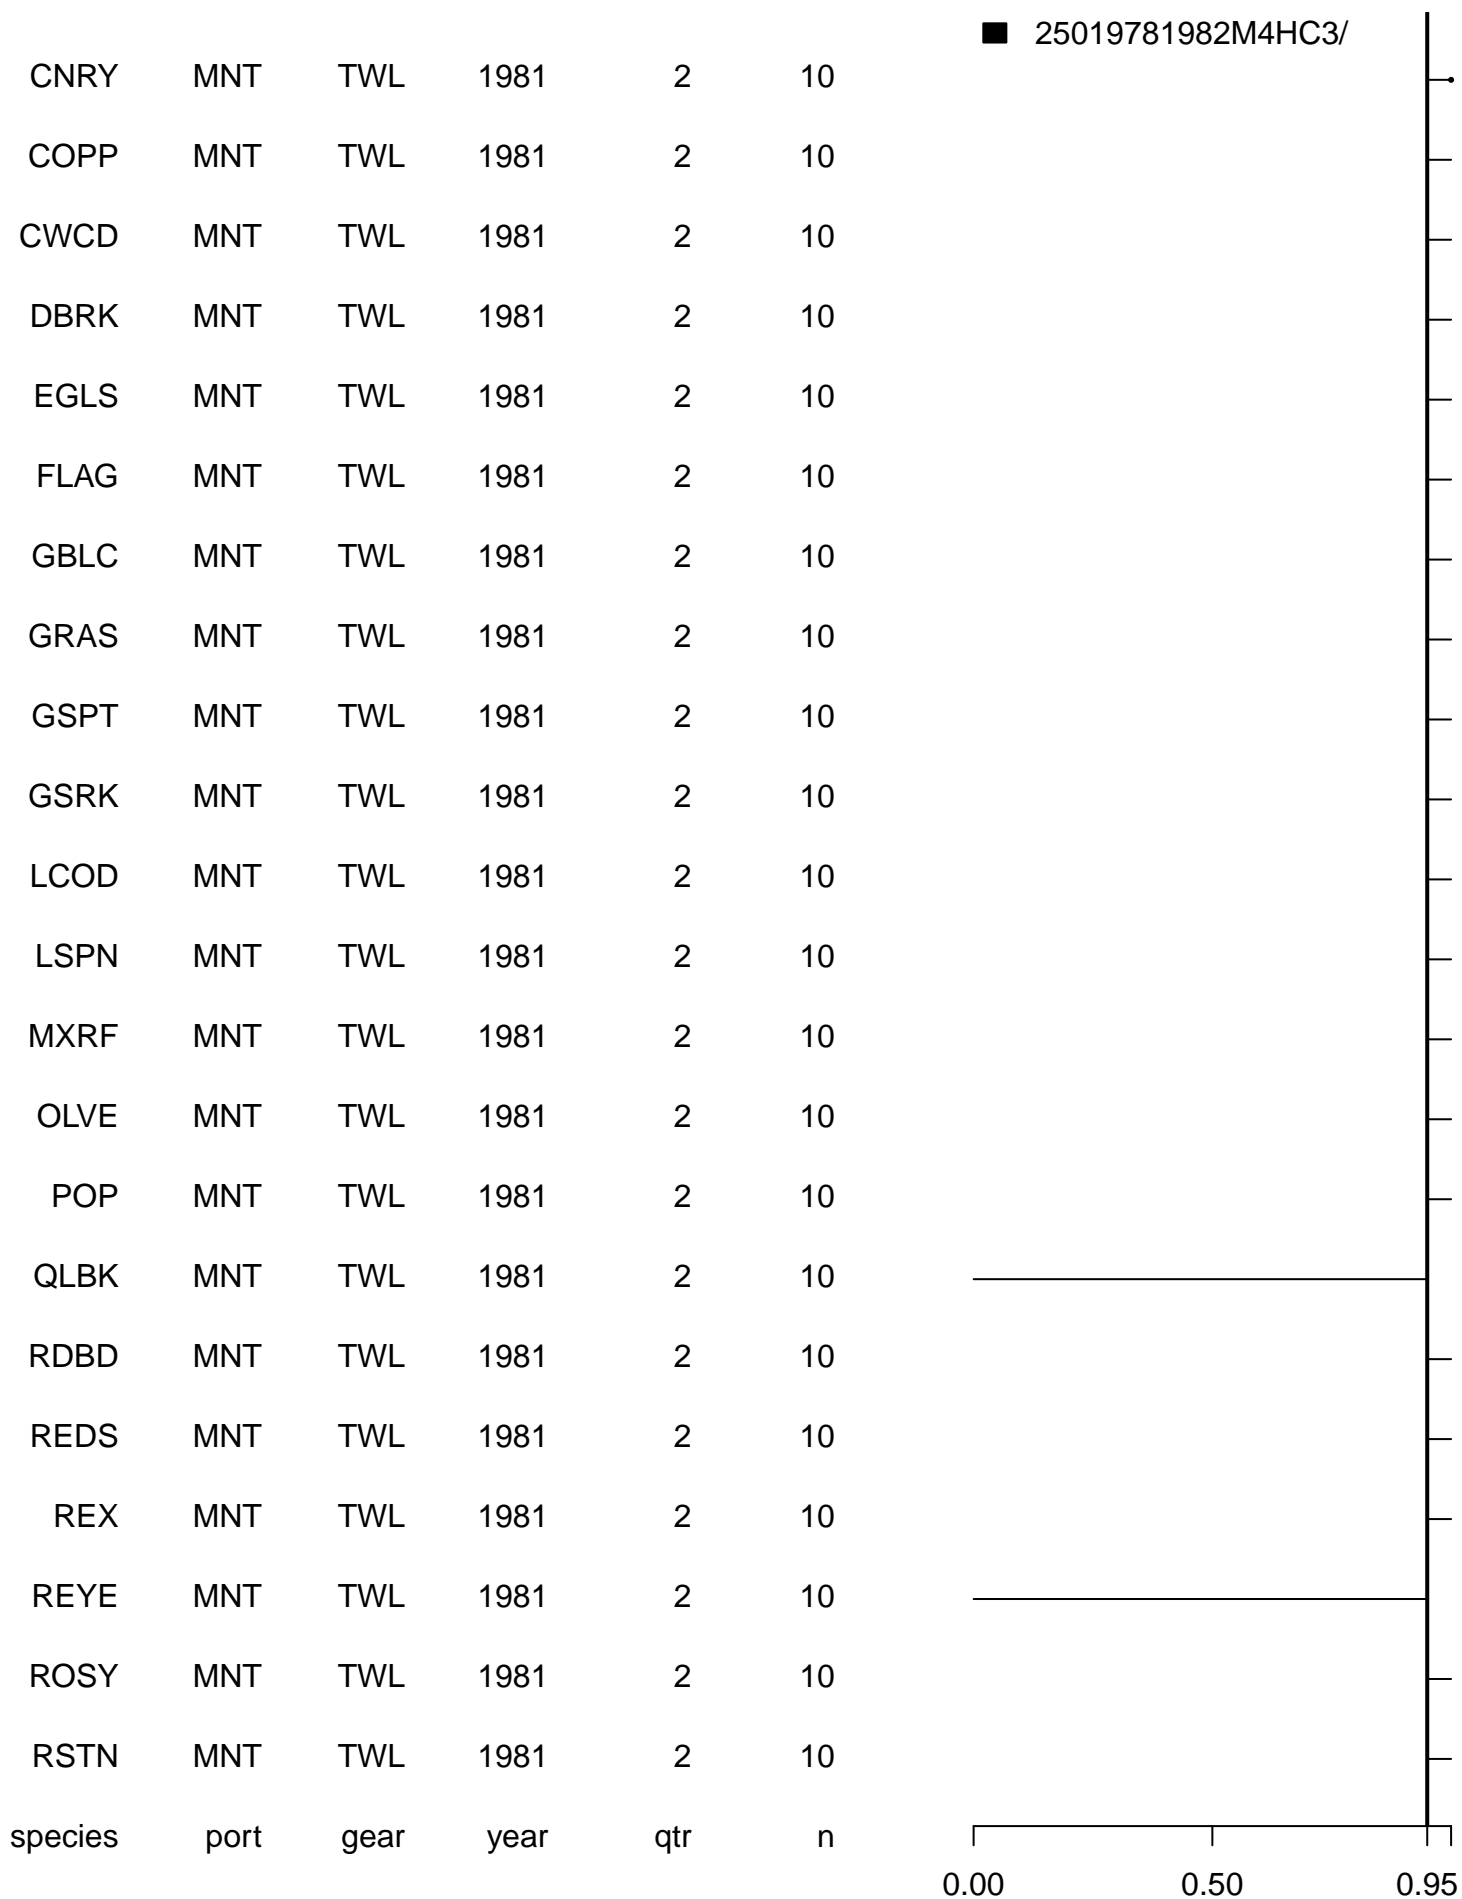 25019781982M4HC3/
CNRY MNT TWL 1981 2 10
COPP MNT TWL 1981 2 10
CWCD MNT TWL 1981 2 10
DBRK MNT TWL 1981 2 10
EGLS MNT TWL 1981 2 10
FLAG MNT TWL 1981 2 10
GBLC MNT TWL 1981 2 10
GRAS MNT TWL 1981 2 10
GSPT MNT TWL 1981 2 10
GSRK MNT TWL 1981 2 10
LCOD MNT TWL 1981 2 10
LSPN MNT TWL 1981 2 10
MXRF MNT TWL 1981 2 10
OLVE MNT TWL 1981 2 10
POP MNT TWL 1981 2 10
QLBK MNT TWL 1981 2 10
RDBD MNT TWL 1981 2 10
REDS MNT TWL 1981 2 10
REX MNT TWL 1981 2 10
REYE MNT TWL 1981 2 10
ROSY MNT TWL 1981 2 10
RSTN MNT TWL 1981 2 10
species port gear year qtr n
0.00 0.50 0.95